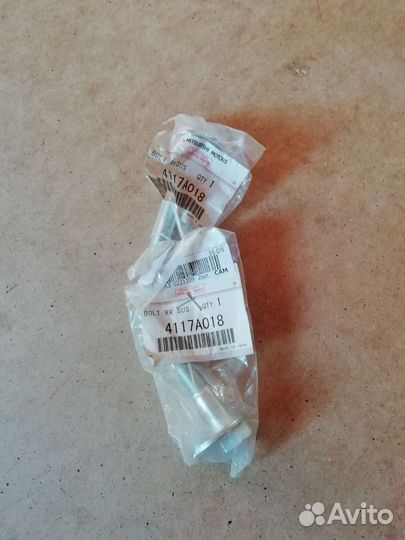 MITSUBISHI MOTORS
QTY 1
4117A018
CAM
BOLT, RR SUS QTY 1
4117A018
MADE IN JAPAN
Avito